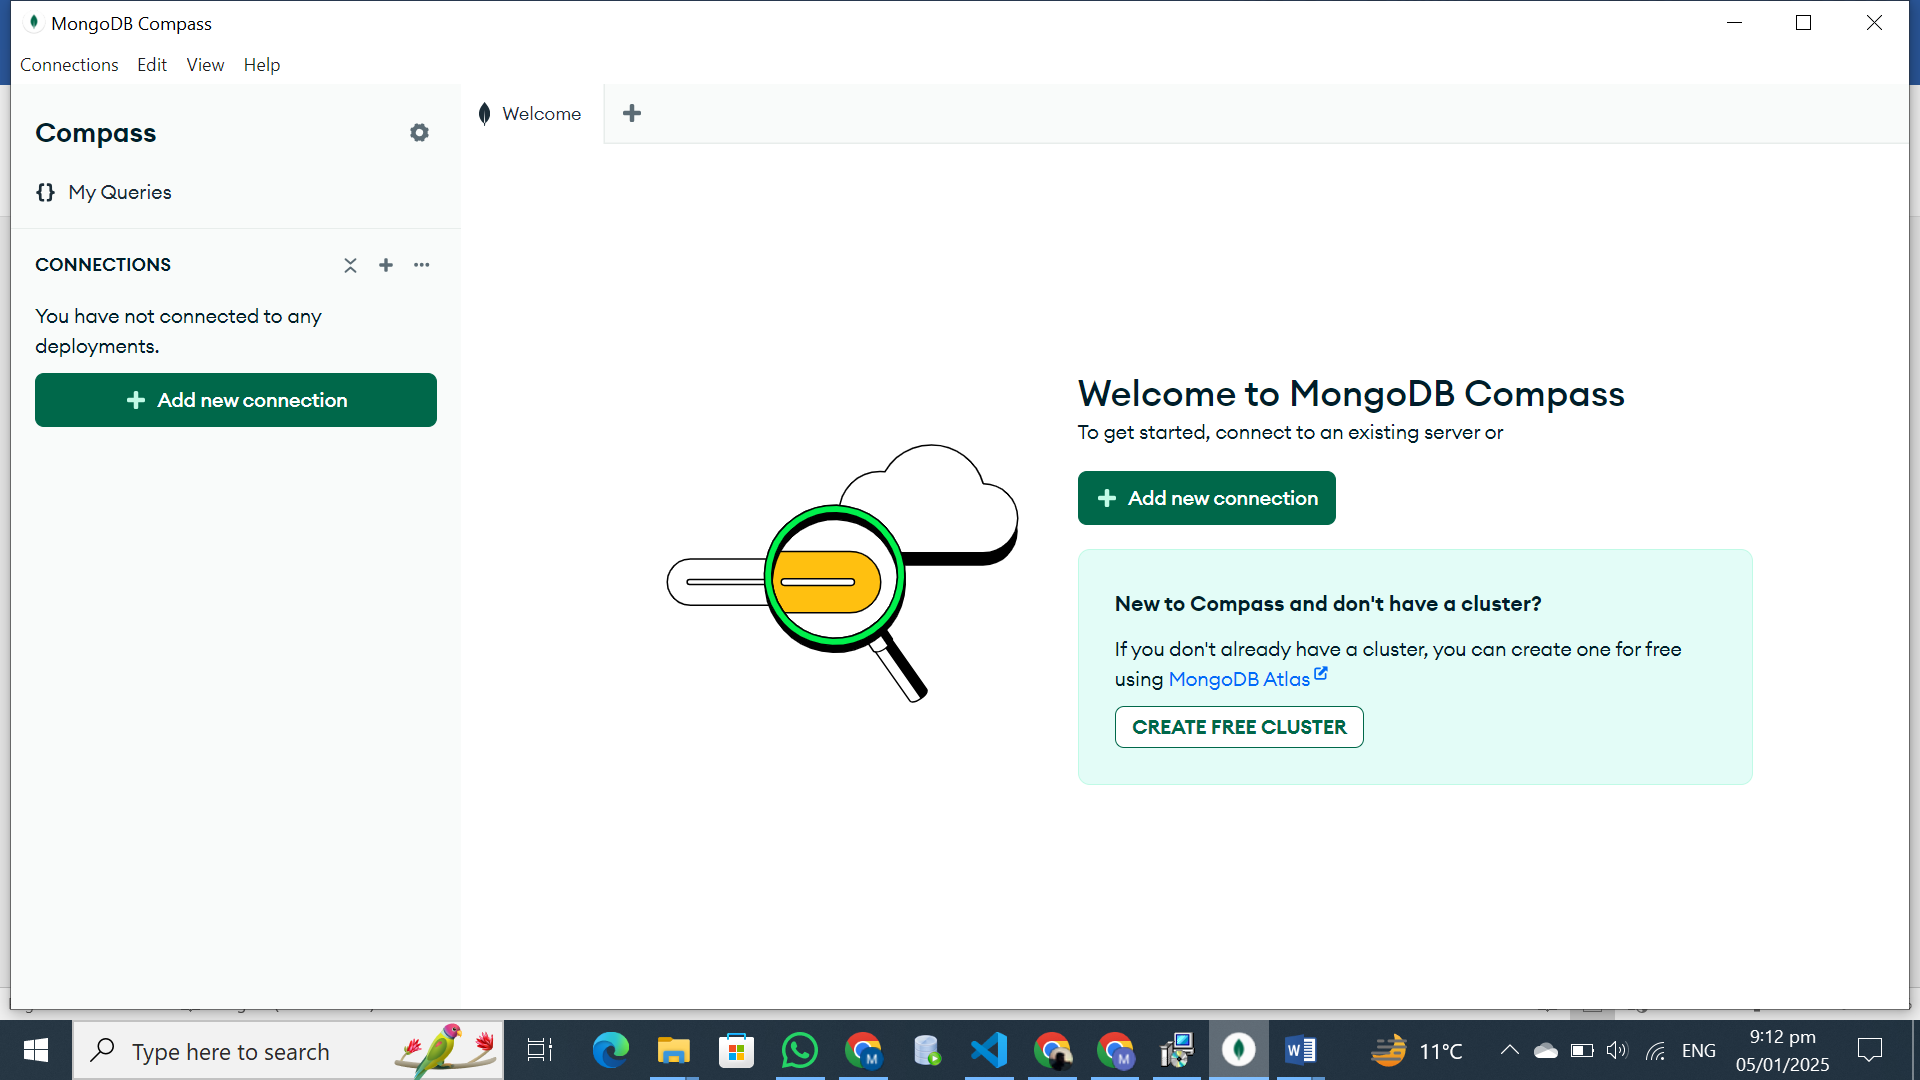 MongoDB Compass
Connections Edit View Help
Compass
My Queries
CONNECTIONS
You have not connected to any
deployments.
Add new connection
Welcome
Welcome to MongoDB Compass
To get started, connect to an existing server or
Add new connection
New to Compass and don't have a cluster?
If you don't already have a cluster, you can create one for free
using MongoDB Atlas
CREATE FREE CLUSTER
Type here to search
M
M
W
11°C
ENG
9:12 pm
05/01/2025